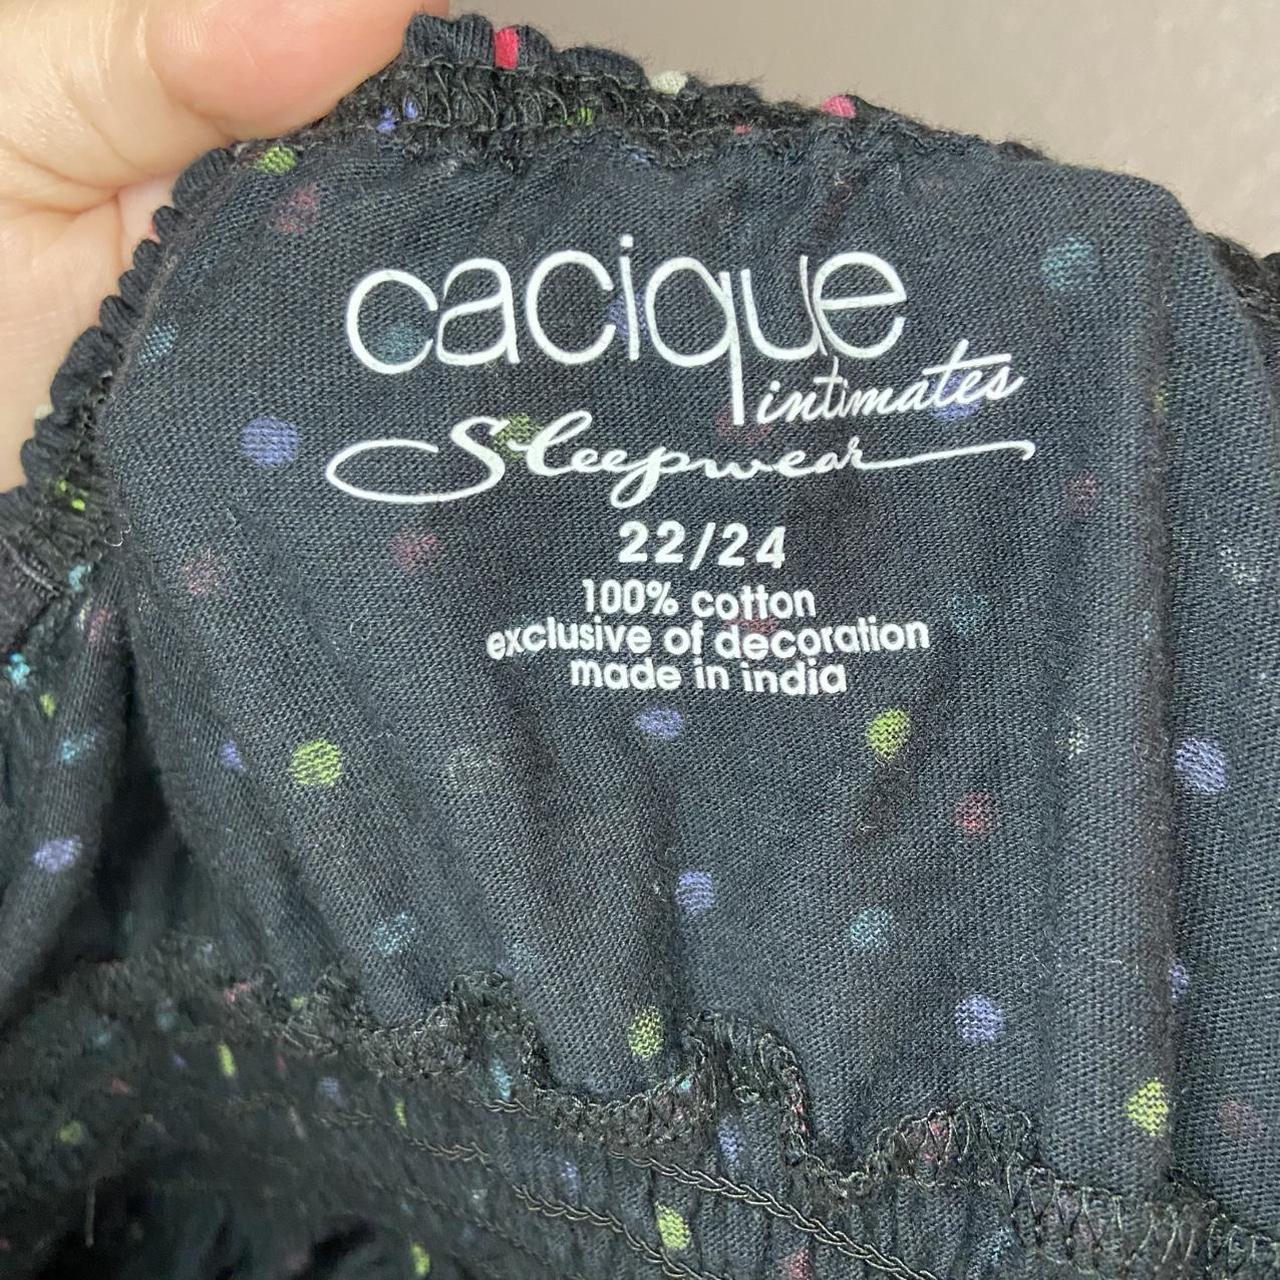 cacique
intimates
Sleepwear
22/24
100% cotton
exclusive of decoration
made in india